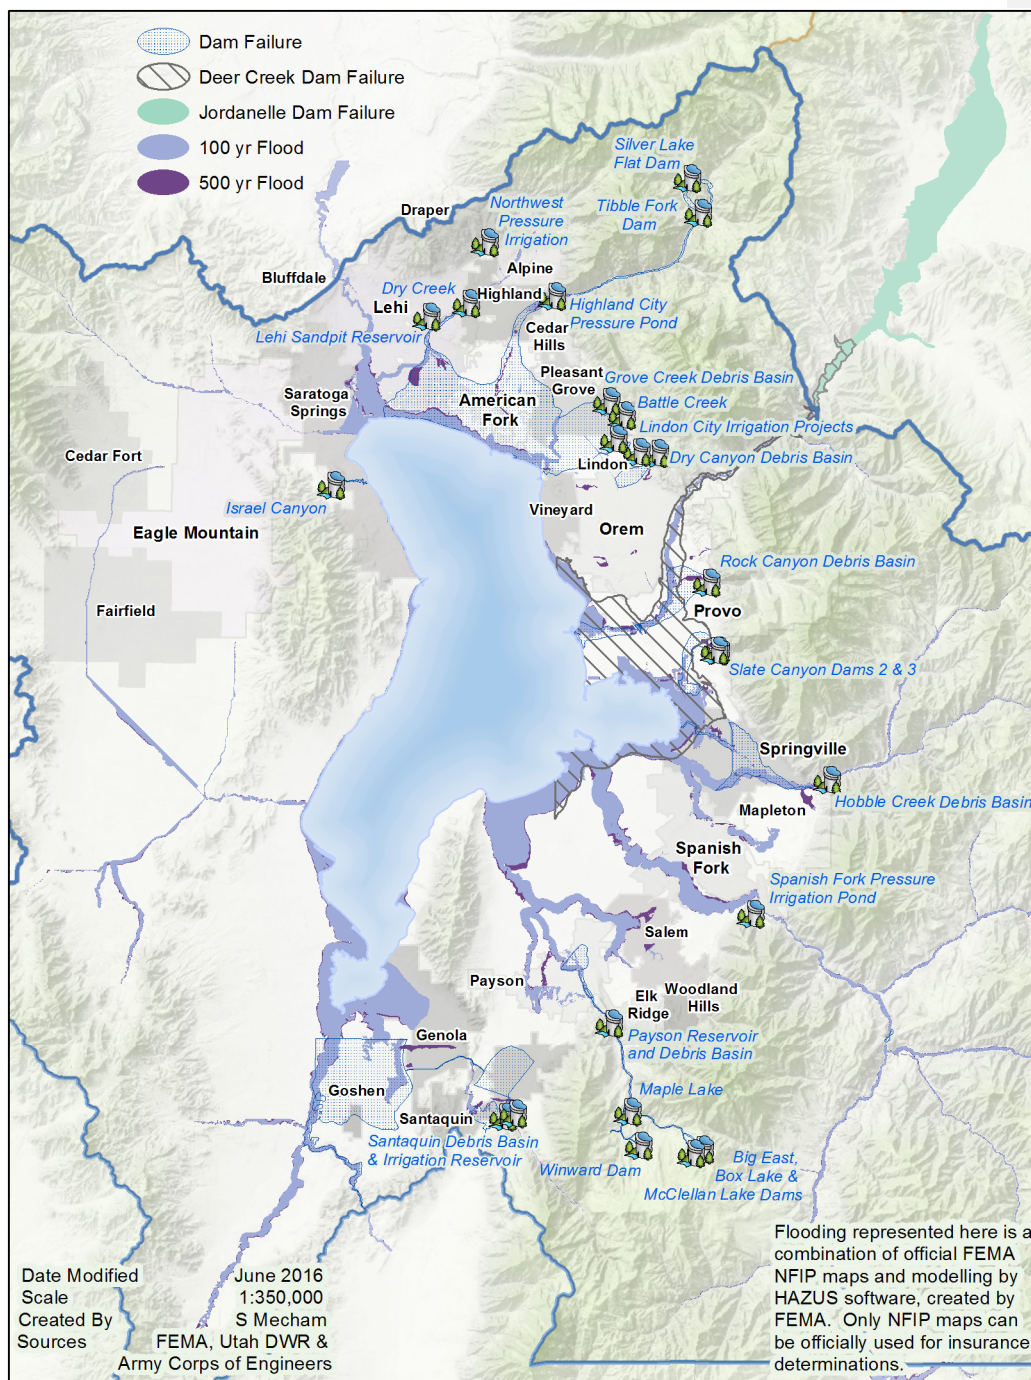 Dam Failure
Deer Creek Dam Failure
Jordanelle Dam Failure
100 yr Flood
500 yr Flood
Silver Lake
Flat Dam
Tibble Fork
Dam
Northwest
Pressure
Irrigation
Draper
Bluffdale
Alpine
Dry Creek
Highland
Lehi
Highland City
Pressure Pond
Lehi Sandpit Reservoir
Cedar
Hills
Pleasant
Grove
Grove Creek Debris Basin
Saratoga
Springs
American
Fork
Battle Creek
Lindon City Irrigation Projects
Cedar Fort
Lindon
Dry Canyon Debris Basin
Israel Canyon
Vineyard
Orem
Eagle Mountain
Rock Canyon Debris Basin
Fairfield
Provo
Slate Canyon Dams 2 & 3
Springville
Hobble Creek Debris Basin
Mapleton
Spanish
Fork
Spanish Fork Pressure
Irrigation Pond
Salem
Payson
Elk
Ridge
Woodland
Hills
Genola
Payson Reservoir
and Debris Basin
Goshen
Maple Lake
Santaquin
Santaquin Debris Basin
& Irrigation Reservoir
Winward Dam
Big East,
Box Lake &
McClellan Lake Dams
Date Modified June 2016
Scale 1:350,000
Created By S Mecham
Sources FEMA, Utah DWR &
Army Corps of Engineers
Flooding represented here is a
combination of official FEMA
NFIP maps and modelling by
HAZUS software, created by
FEMA. Only NFIP maps can
be officially used for insurance
determinations.